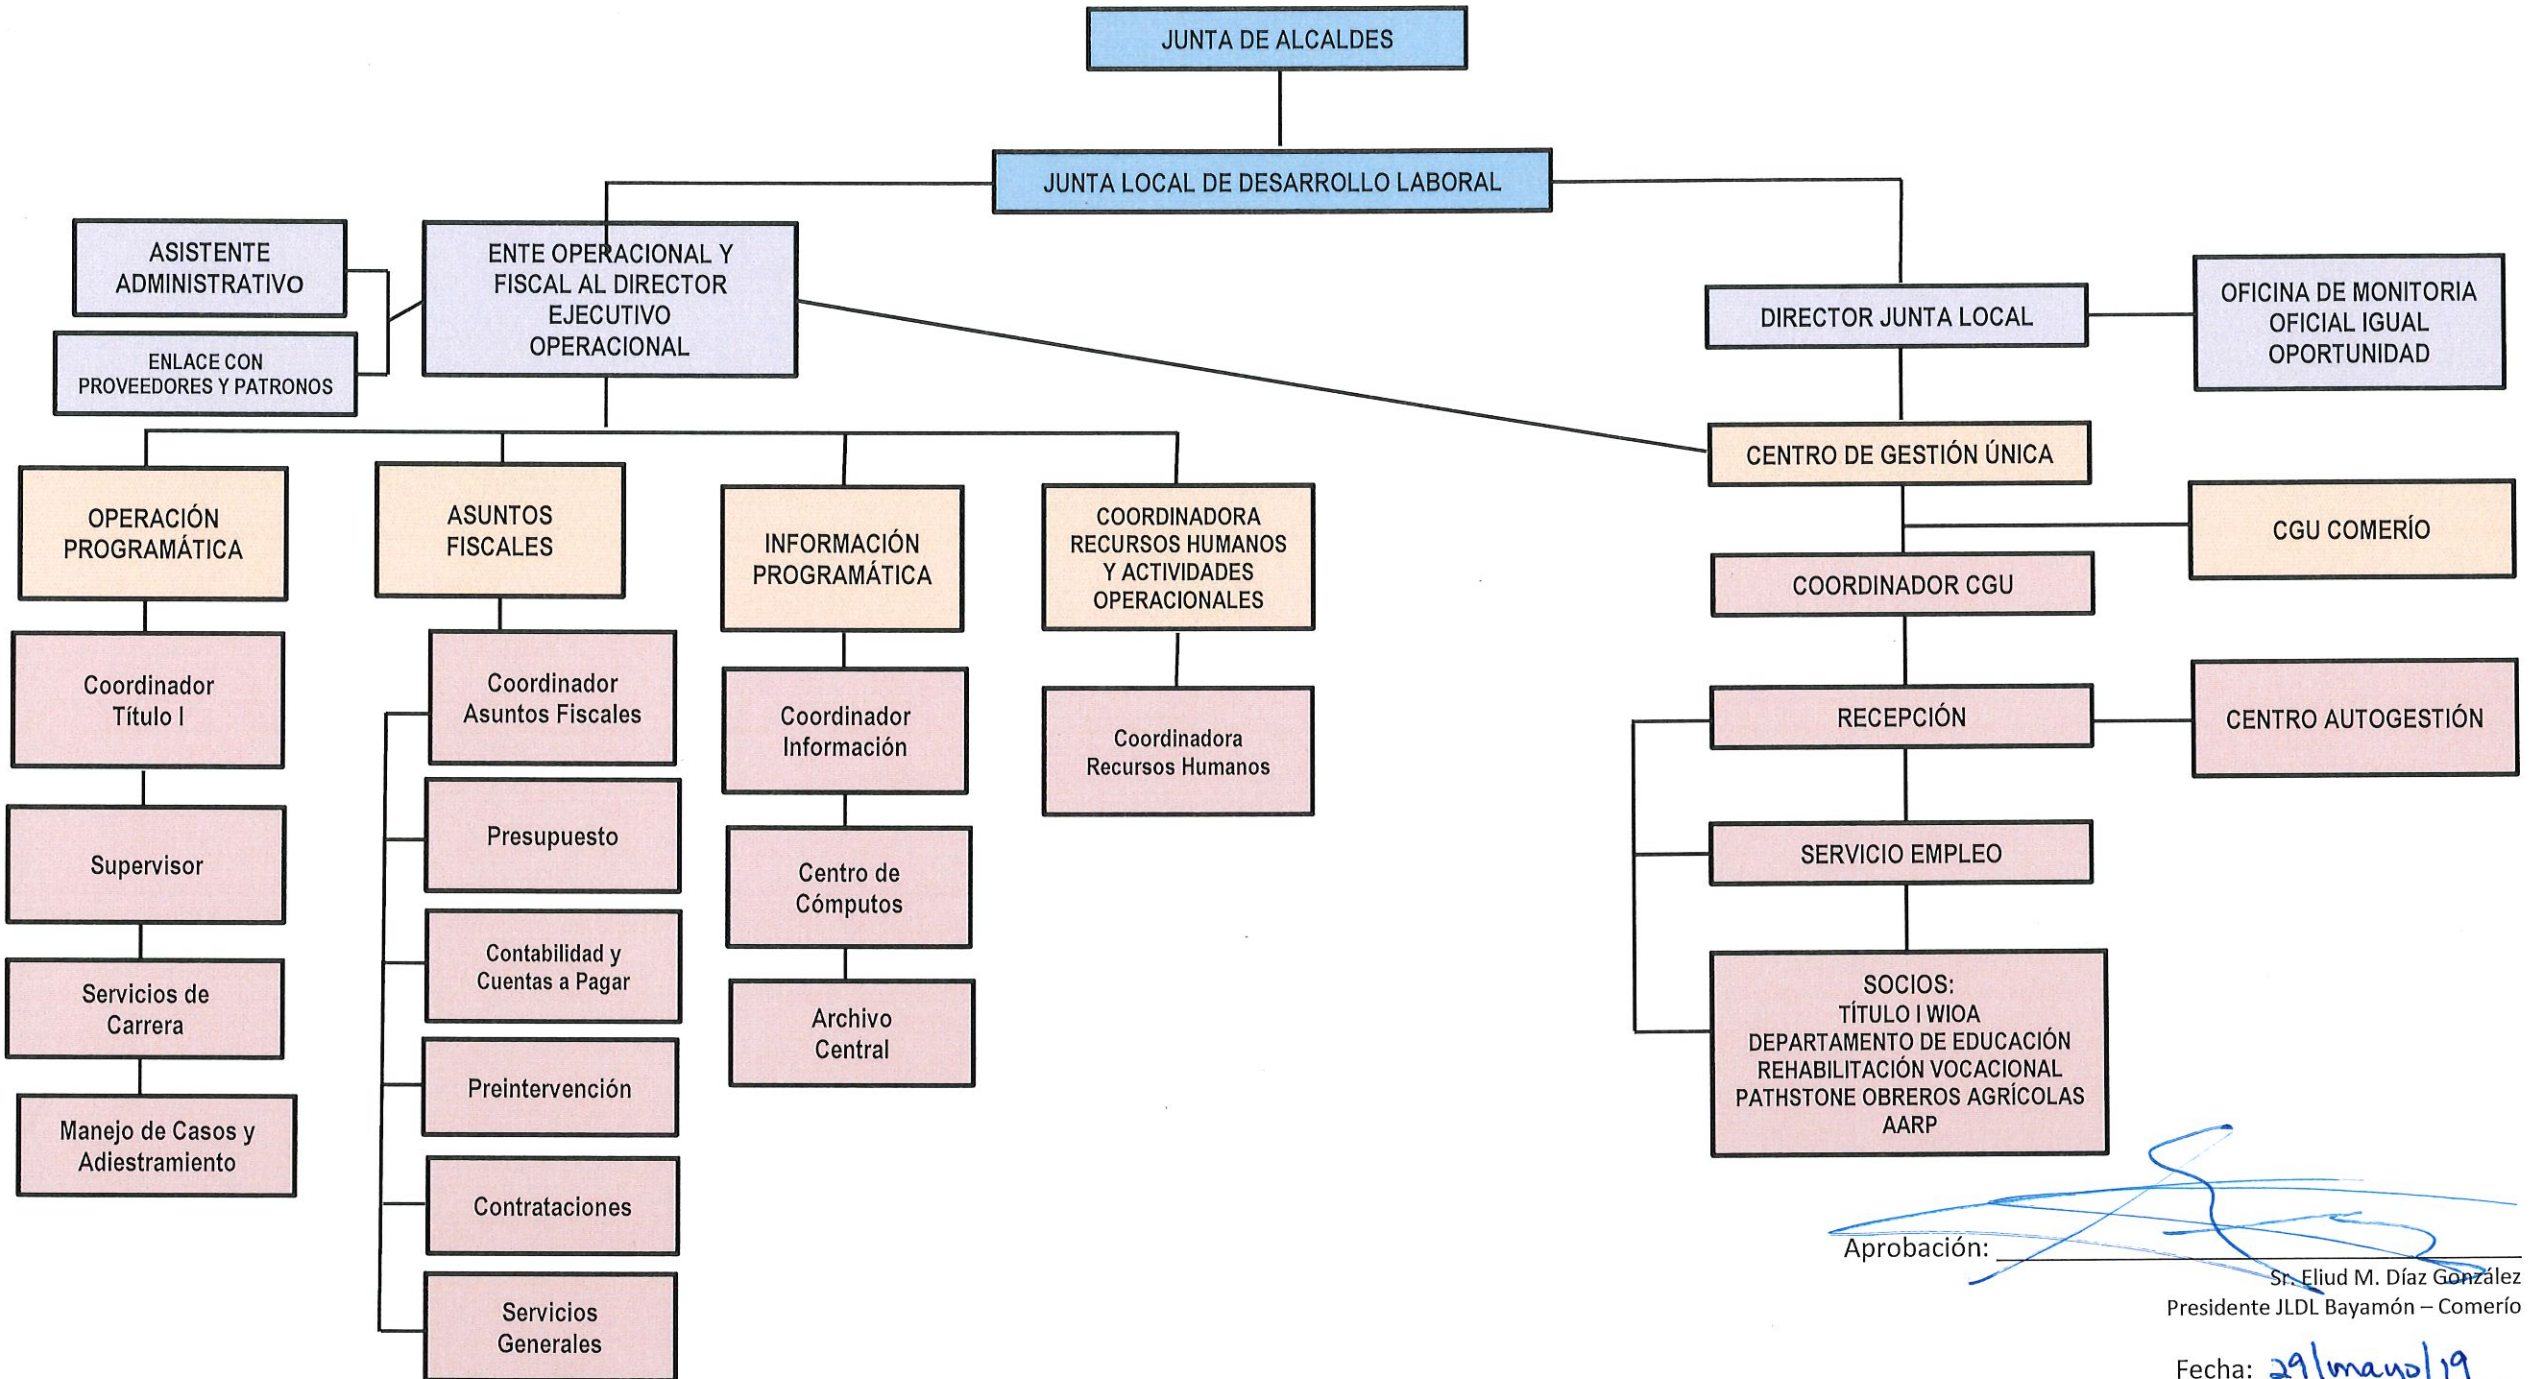 JUNTA DE ALCALDES
JUNTA LOCAL DE DESARROLLO LABORAL
ASISTENTE
ADMINISTRATIVO
ENLACE CON
PROVEEDORES Y PATRONOS
ENTE OPERACIONAL Y
FISCAL AL DIRECTOR
EJECUTIVO
OPERACIONAL
DIRECTOR JUNTA LOCAL
OFICINA DE MONITORIA
OFICIAL IGUAL
OPORTUNIDAD
OPERACIÓN
PROGRAMÁTICA
ASUNTOS
FISCALES
INFORMACIÓN
PROGRAMÁTICA
COORDINADORA
RECURSOS HUMANOS
Y ACTIVIDADES
OPERACIONALES
CENTRO DE GESTIÓN ÚNICA
CGU COMERÍO
COORDINADOR CGU
Coordinador
Título I
Supervisor
Servicios de
Carrera
Manejo de Casos y
Adiestramiento
Coordinador
Asuntos Fiscales
Presupuesto
Contabilidad y
Cuentas a Pagar
Preintervención
Contrataciones
Servicios
Generales
Coordinador
Información
Centro de
Cómputos
Archivo
Central
Coordinadora
Recursos Humanos
RECEPCIÓN
CENTRO AUTOGESTIÓN
SERVICIO EMPLEO
SOCIOS:
TÍTULO I WIOA
DEPARTAMENTO DE EDUCACIÓN
REHABILITACIÓN VOCACIONAL
PATHSTONE OBREROS AGRÍCOLAS
AARP
Aprobación:
Sr. Eliud M. Díaz González
Presidente JLDL Bayamón – Comerío
Fecha: 29/mayo/19